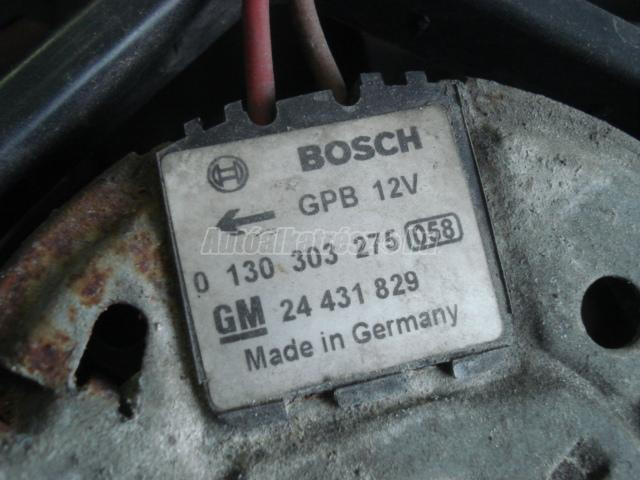 BOSCH
GPB 12V
0 130 303 275 058
GM 24 431 829
Made in Germany